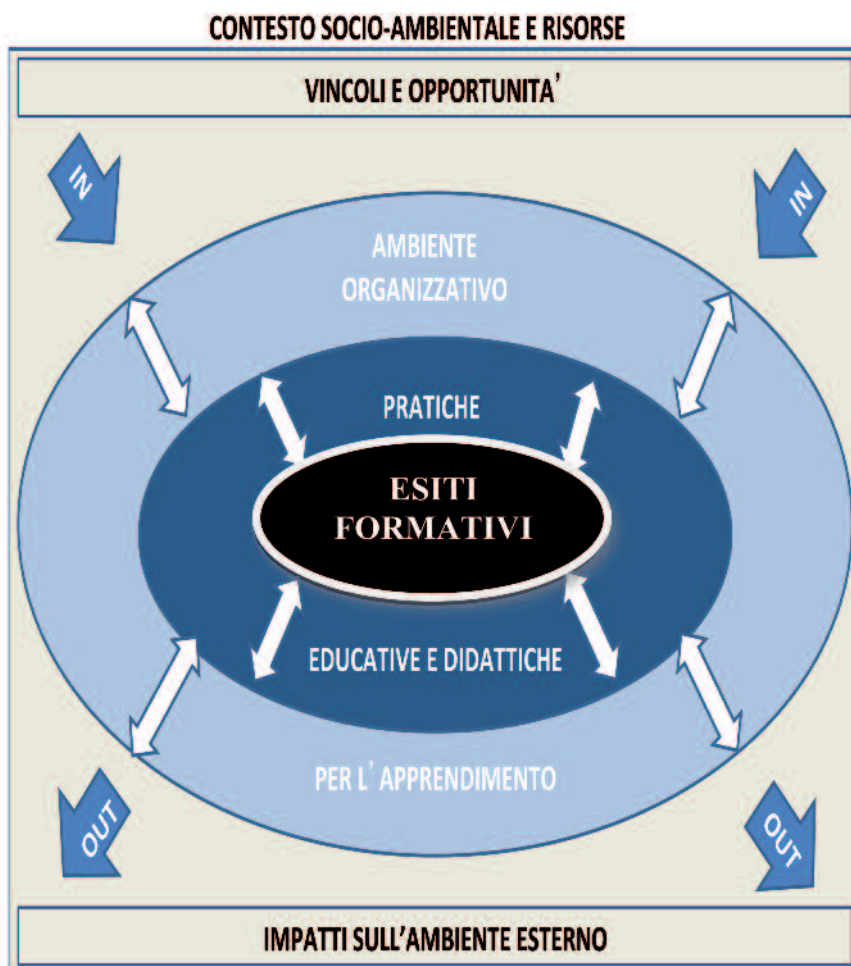 CONTESTO SOCIO-AMBIENTALE E RISORSE
VINCOLI E OPPORTUNITA’
IN
IN
AMBIENTE
ORGANIZZATIVO
PRATICHE
ESITI
FORMATIVI
EDUCATIVE E DIDATTICHE
PER L’ APPRENDIMENTO
OUT
OUT
IMPATTI SULL’AMBIENTE ESTERNO